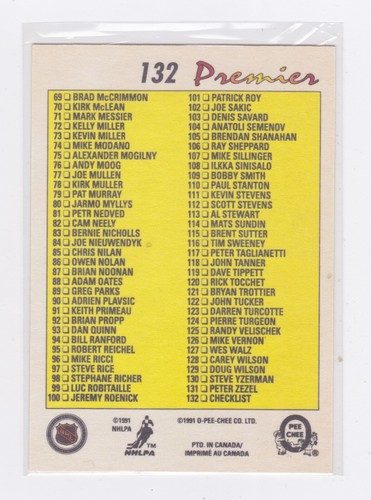 132 Premier
69 BRAD McCRIMMON
70 KIRK McLEAN
71 MARK MESSIER
72 KELLY MILLER
73 KEVIN MILLER
74 MIKE MODANO
75 ALEXANDER MOGILNY
76 ANDY MOOG
77 JOE MULLEN
78 KIRK MULLER
79 PAT MURRAY
80 JARMO MYLLYS
81 PETR NEDVED
82 CAM NEELY
83 BERNIE NICHOLLS
84 JOE NIEUWENDYK
85 CHRIS NILAN
86 OWEN NOLAN
87 BRIAN NOONAN
88 ADAM OATES
89 GREG PARKS
90 ADRIEN PLAVSIC
91 KEITH PRIMEAU
92 BRIAN PROPP
93 DAN QUINN
94 BILL RANFORD
95 ROBERT REICHEL
96 MIKE RICCI
97 STEVE RICE
98 STEPHANE RICHER
99 LUC ROBITAILLE
100 JEREMY ROENICK
101 PATRICK ROY
102 JOE SAKIC
103 DENIS SAVARD
104 ANATOLI SEMENOV
105 BRENDAN SHANAHAN
106 RAY SHEPPARD
107 MIKE SILLINGER
108 ILKKA SINISALO
109 BOBBY SMITH
110 PAUL STANTON
111 KEVIN STEVENS
112 SCOTT STEVENS
113 AL STEWART
114 MATS SUNDIN
115 BRENT SUTTER
116 TIM SWEENEY
117 PETER TAGLIANETTI
118 JOHN TANNER
119 DAVE TIPPETT
120 RICK TOCCHET
121 BRYAN TROTTIER
122 JOHN TUCKER
123 DARREN TURCOTTE
124 PIERRE TURGEON
125 RANDY VELISCHEK
126 MIKE VERNON
127 WES WALZ
128 CAREY WILSON
129 DOUG WILSON
130 STEVE YZERMAN
131 PETER ZEZEL
132 CHECKLIST
NHL
©1991
NHLPA
TM
NHLPA
©1991 O-PEE-CHEE CO. LTD.
PTD. IN CANADA/
IMPRIMÉ AU CANADA
O
PEE
CHEE
®